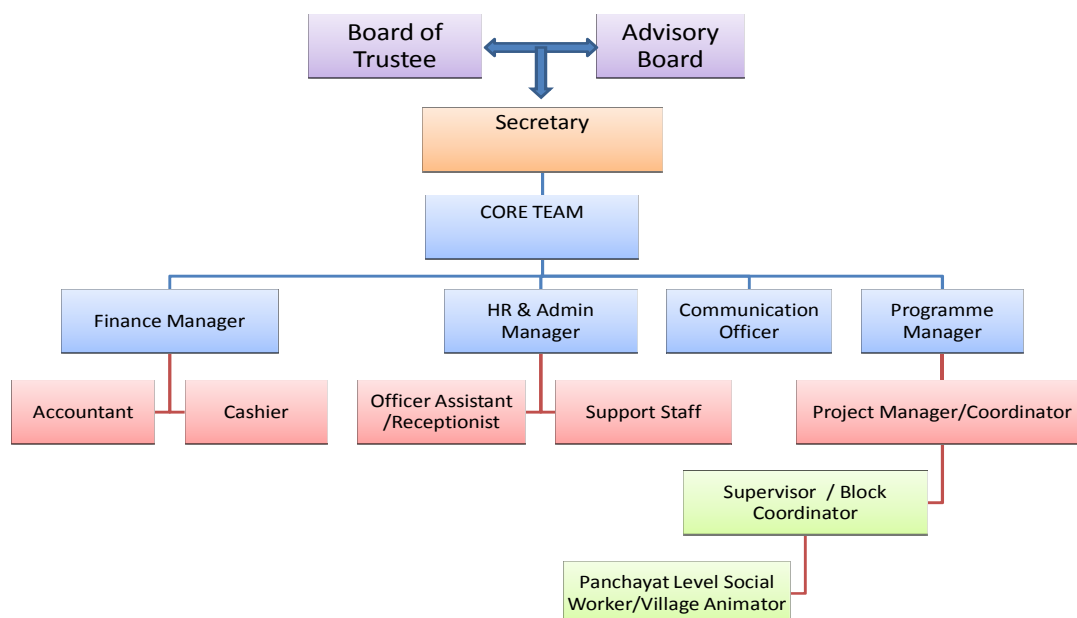 Board of
Trustee
Advisory
Board
Secretary
CORE TEAM
Finance Manager
HR & Admin
Manager
Communication
Officer
Programme
Manager
Accountant
Cashier
Officer Assistant
/Receptionist
Support Staff
Project Manager/Coordinator
Supervisor / Block
Coordinator
Panchayat Level Social
Worker/Village Animator